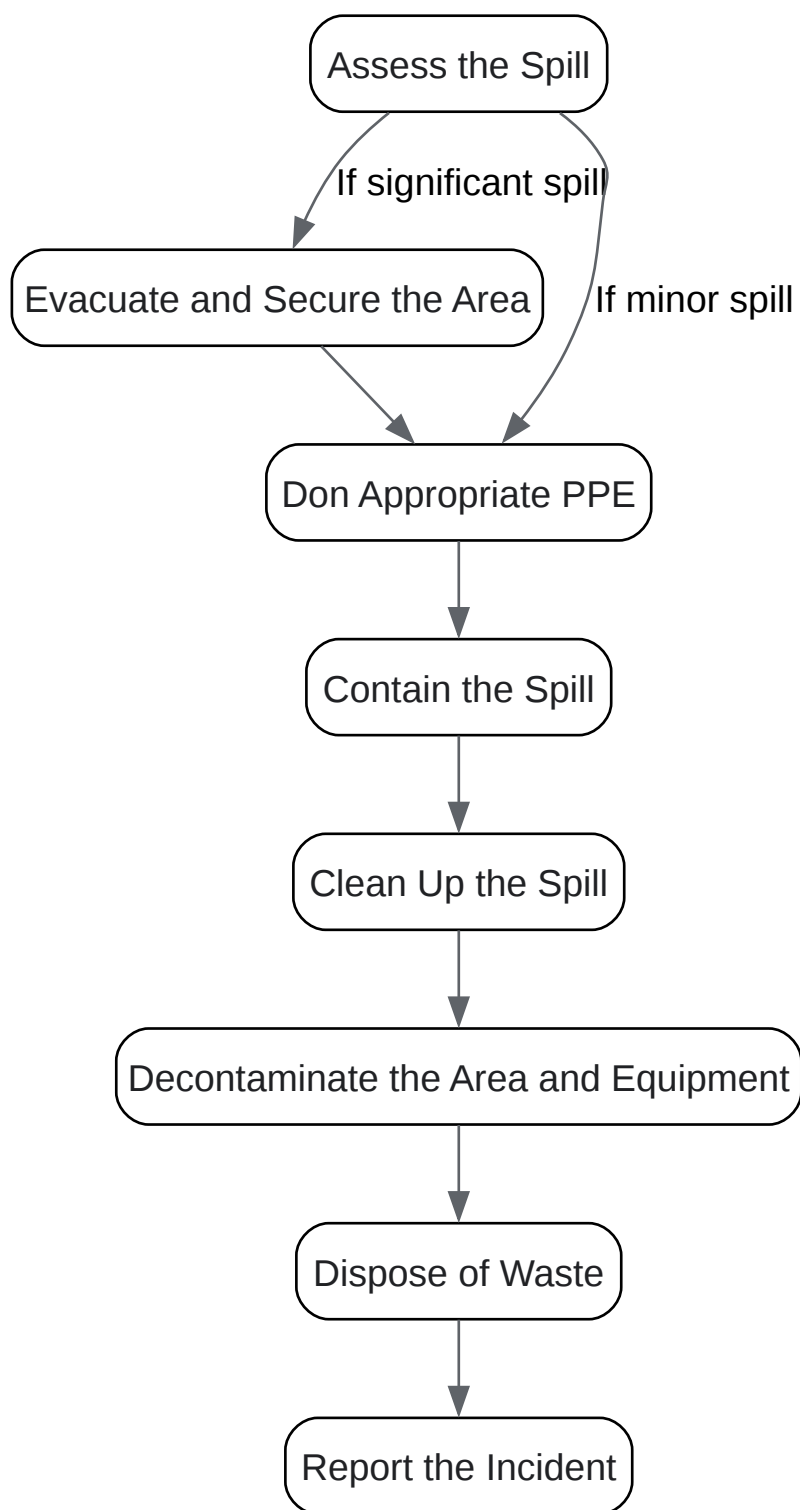 Assess the Spill
If significant spill
Evacuate and Secure the Area
If minor spill
Don Appropriate PPE
Contain the Spill
Clean Up the Spill
Decontaminate the Area and Equipment
Dispose of Waste
Report the Incident